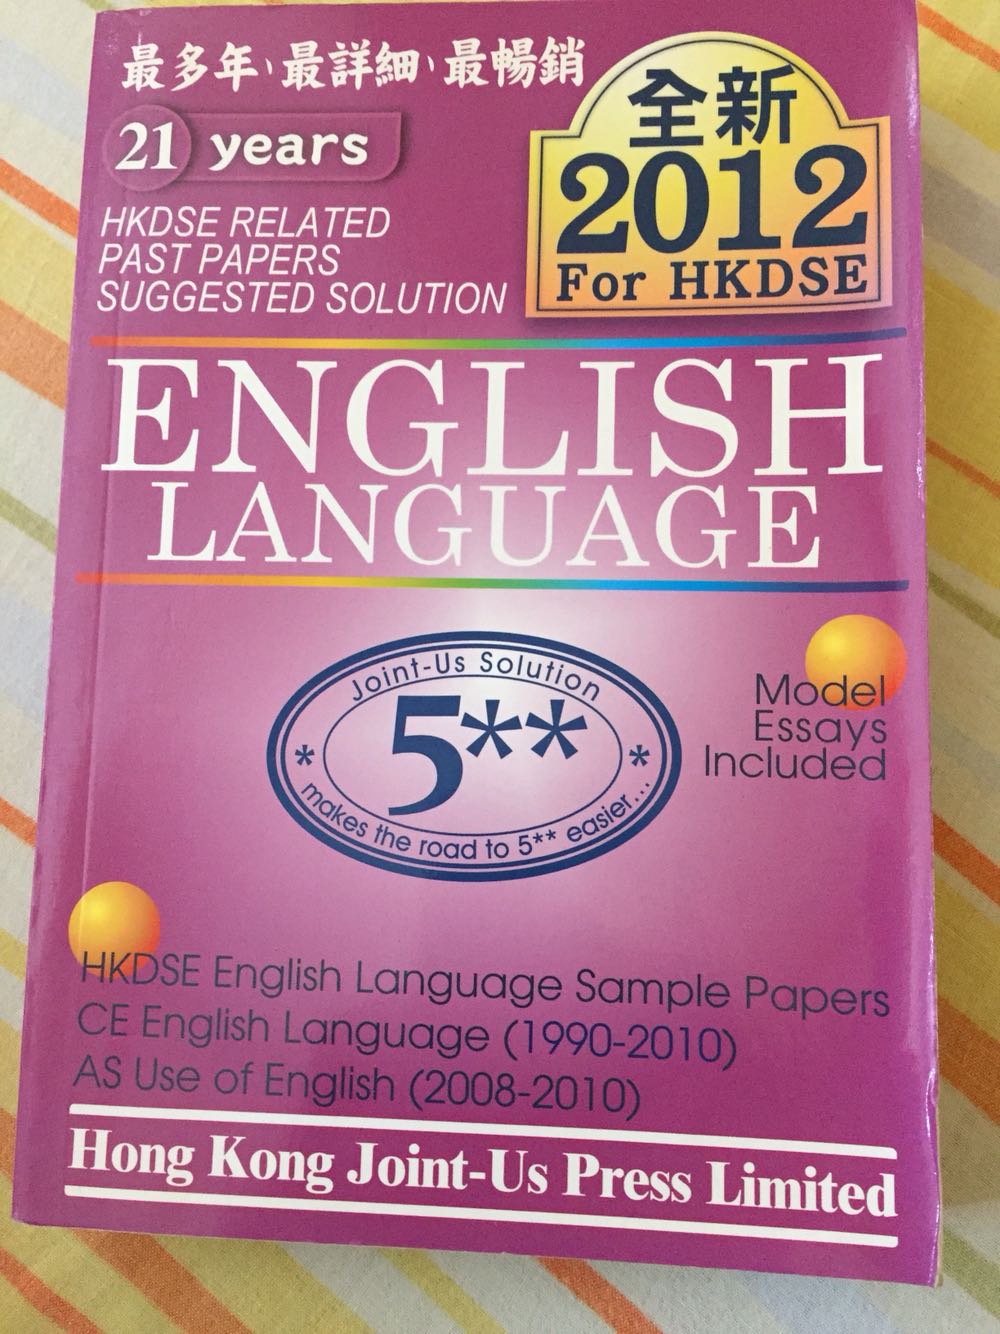 最多年、最詳細、最暢銷
21 years
HKDSE RELATED
PAST PAPERS
SUGGESTED SOLUTION
全新
2012
For HKDSE
ENGLISH
LANGUAGE
Joint-Us Solution
* 5** *
makes the road to 5** easier...
Model
Essays
Included
HKDSE English Language Sample Papers
CE English Language (1990-2010)
AS Use of English (2008-2010)
Hong Kong Joint-Us Press Limited